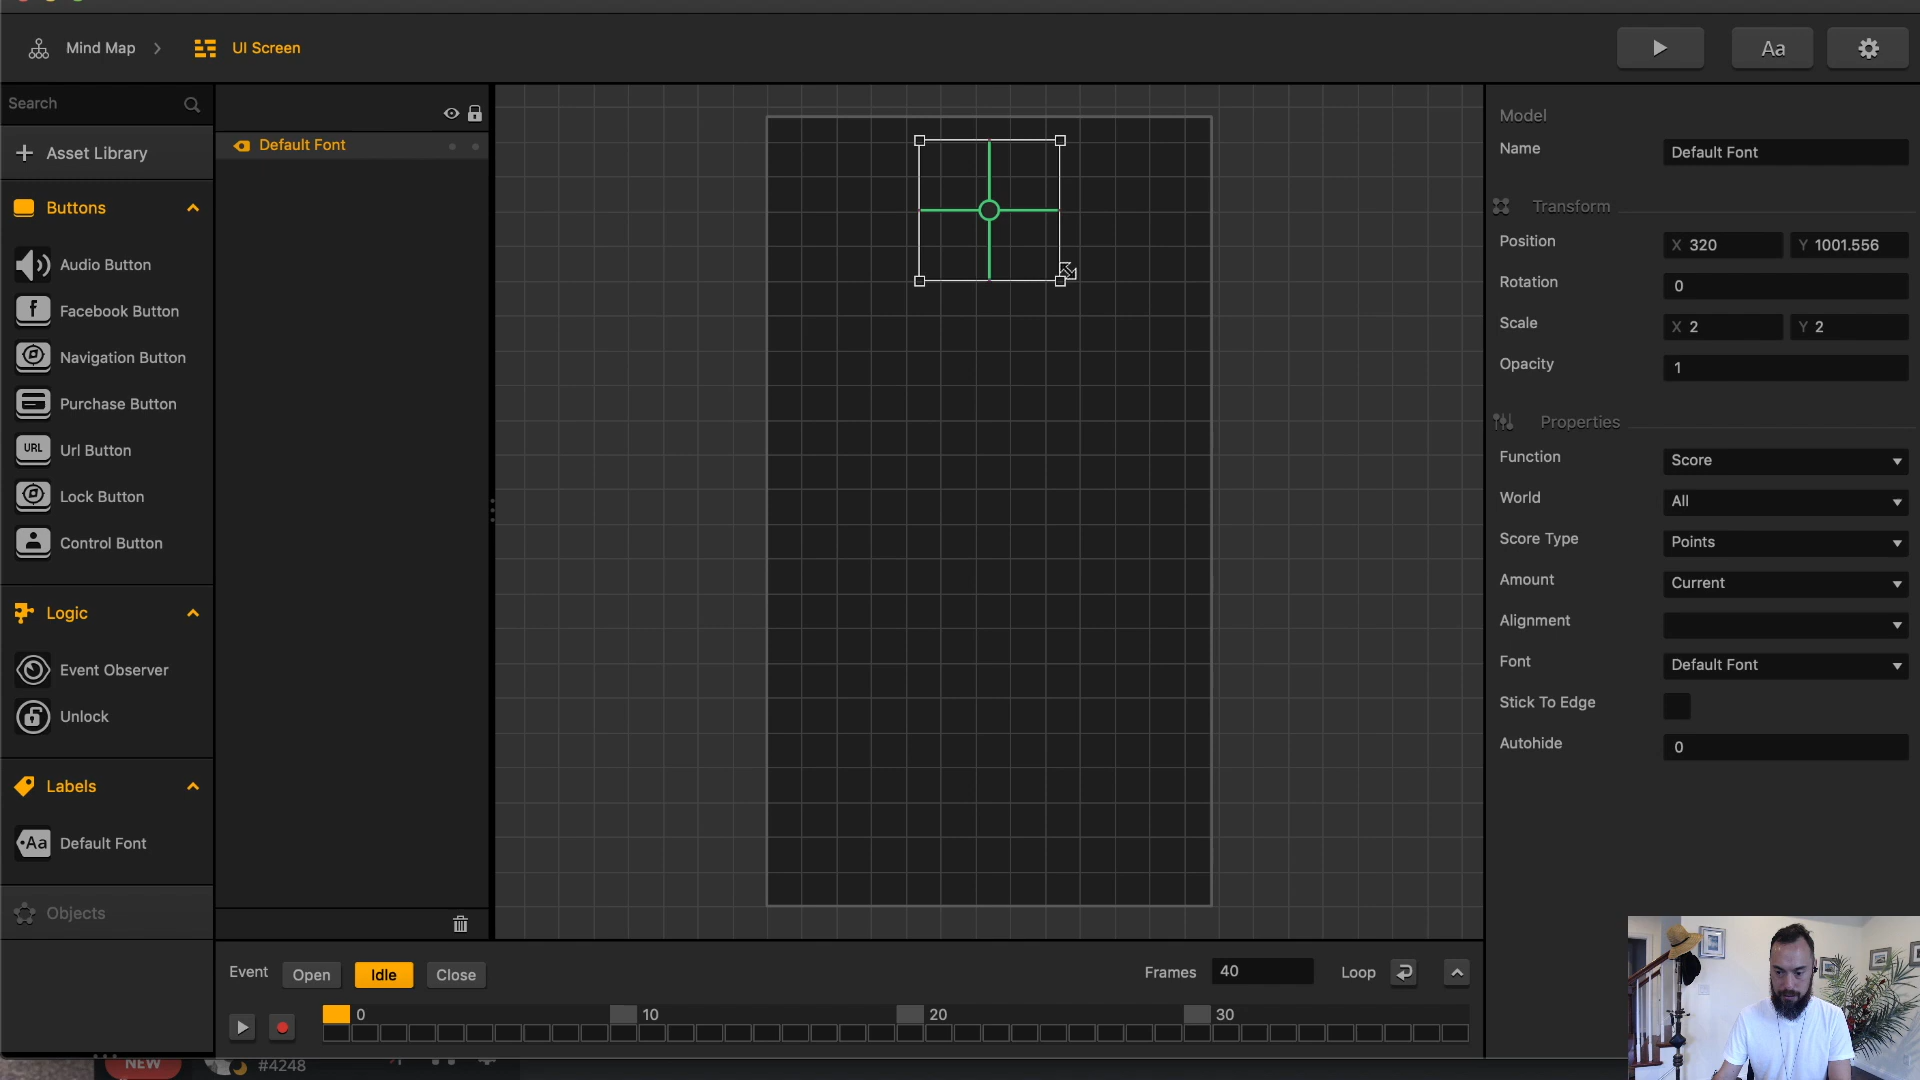 Mind Map
UI Screen
Aa
Search
Asset Library
Buttons
Audio Button
f
Facebook Button
Navigation Button
Purchase Button
URL
Url Button
Lock Button
Control Button
Logic
Event Observer
Unlock
Labels
Aa
Default Font
Objects
Default Font
Model
Name
Default Font
Transform
Position
X 320
Y 1001.556
Rotation
0
Scale
X 2
Y 2
Opacity
1
Properties
Function
Score
World
All
Score Type
Points
Amount
Current
Alignment
Font
Default Font
Stick To Edge
Autohide
0
Event
Open
Idle
Close
Frames
40
Loop
0
10
20
30
NEW
#4248